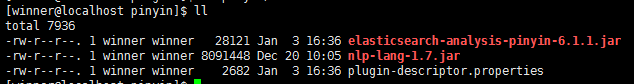 [winner@localhost pinyin]$ ll
total 7936
-rw-r--r--. 1 winner winner   28121 Jan  3 16:36 elasticsearch-analysis-pinyin-6.1.1.jar
-rw-r--r--. 1 winner winner 8091448 Dec 20 10:05 nlp-lang-1.7.jar
-rw-r--r--. 1 winner winner    2682 Jan  3 16:36 plugin-descriptor.properties